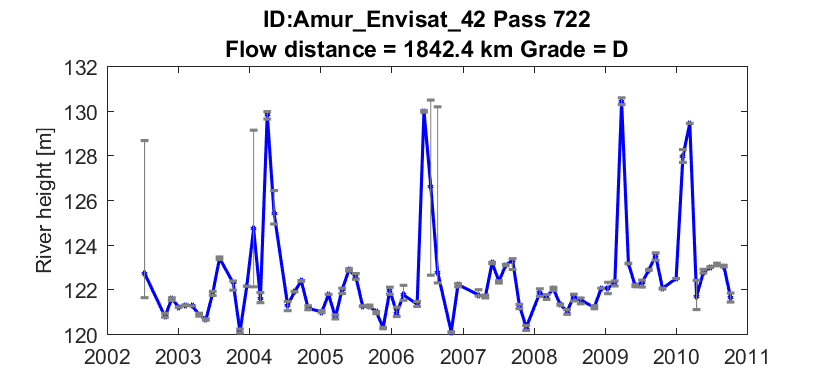 ID:Amur_Envisat_42 Pass 722
Flow distance = 1842.4 km Grade = D
River height [m]
132
130
128
126
124
122
120
2002 2003 2004 2005 2006 2007 2008 2009 2010 2011